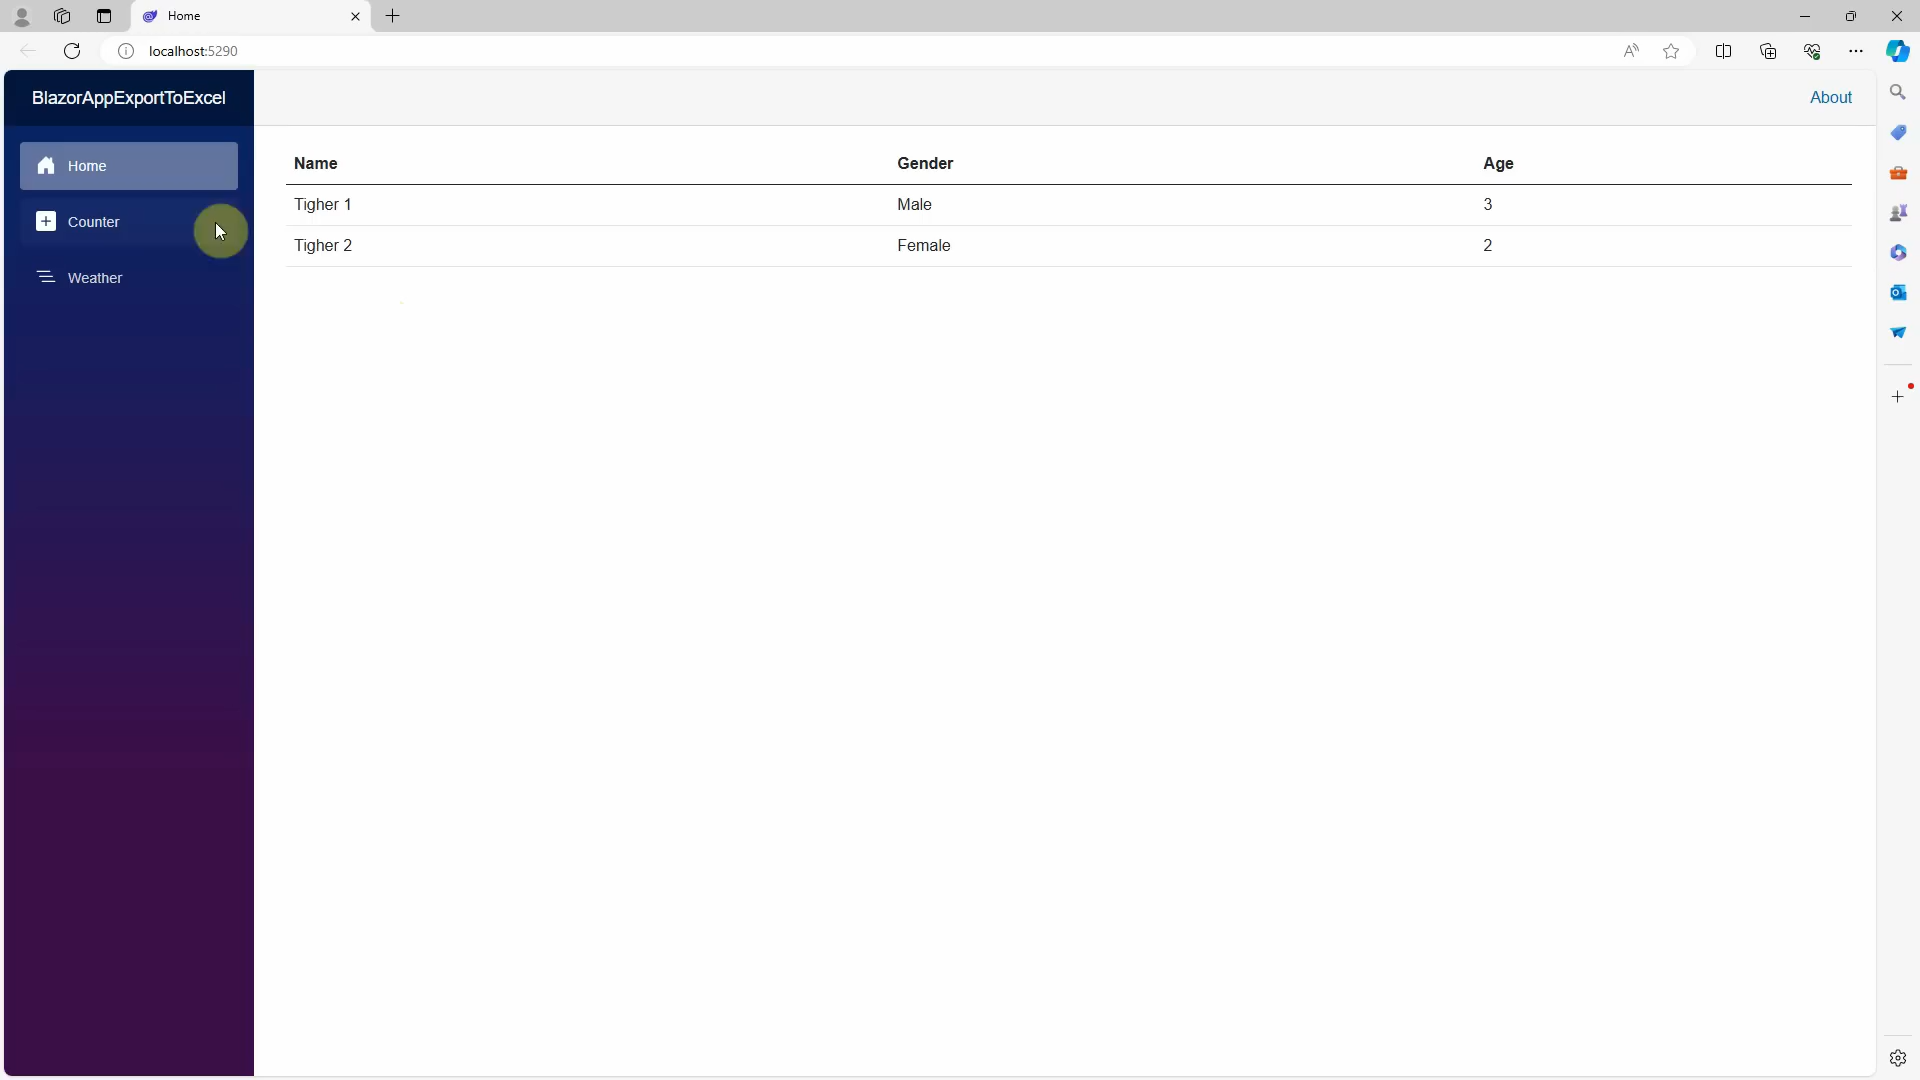 Home
localhost:5290
BlazorAppExportToExcel
About
Home
Counter
Weather
Name Gender Age
Tigher 1 Male 3
Tigher 2 Female 2